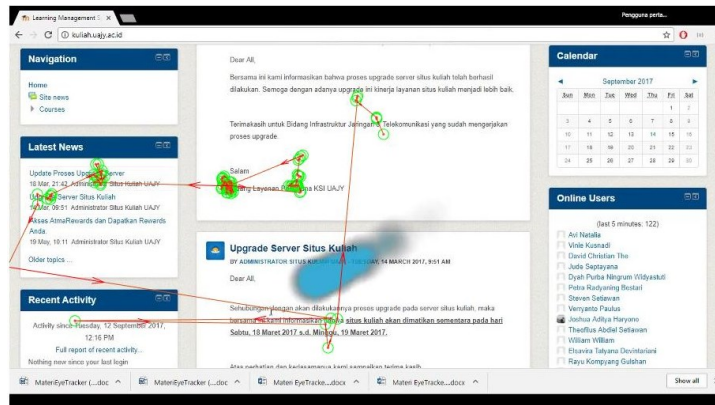 Learning Management S
Pengguna perta...
kuliah.uajy.ac.id
Navigation
Home
Site news
Courses
Latest News
Update Proses Upgrade Server
18 Mar, 21:42 Administrator Situs Kuliah UAJY
Server Situs Kuliah
14 Mar, 09:51 Administrator Situs Kuliah UAJY
Akses AtmaRewards dan Dapatkan Rewards
Anda
19 May, 19:11 Administrator Situs Kuliah UAJY
Older topics ...
Recent Activity
Activity since Tuesday, 12 September 2017,
12:16 PM
Full report of recent activity...
Nothing new since your last login
Dear All,
Bersama ini kami informasikan bahwa proses upgrade server situs kuliah telah berhasil
dilakukan. Semoga dengan adanya upgrade ini kinerja layanan situs kuliah menjadi lebih baik.
Terimakasih untuk Bidang Infrastruktur Jaringan & Telekomunikasi yang sudah mengerjakan
proses upgrade.
Salam
KSI UAJY
Upgrade Server Situs Kuliah
BY ADMINISTRATOR SITUS TUESDAY, 14 MARCH 2017, 9:51 AM
Dear All,
Sehubungan dengan akan dilakukannya proses upgrade pada server situs kuliah, maka
bersama ini kami informasikan situs kuliah akan dimatikan sementara pada hari
Sabtu, 18 Maret 2017 s.d. Minggu, 19 Maret 2017.
Atas perhatian dan kerjasamanya kami sampaikan terima kasih.
Calendar
◄ September 2017 ►
Sun Mon Tue Wed Thu Fri Sat
1 2
3 4 5 6 7 8 9
10 11 12 13 14 15 16
17 18 19 20 21 22 23
24 25 26 27 28 29 30
Online Users
(last 5 minutes: 122)
Avi Natalia
Vinle Kusnadi
David Christian Tho
Jude Saptayana
Dyah Purba Ningrum Widyastuti
Petra Radyaning Bestari
Steven Setiawan
Verryanto Paulus
Joshua Aditya Haryono
Theofilus Abdiel Setiawan
William William
Elsavira Tatyana Devintariani
Rayu Kompyang Gulshan
MateriEyeTracker (....doc
MateriEyeTracker (....doc
Materi EyeTracke....docx
Materi EyeTracke....docx
Show all